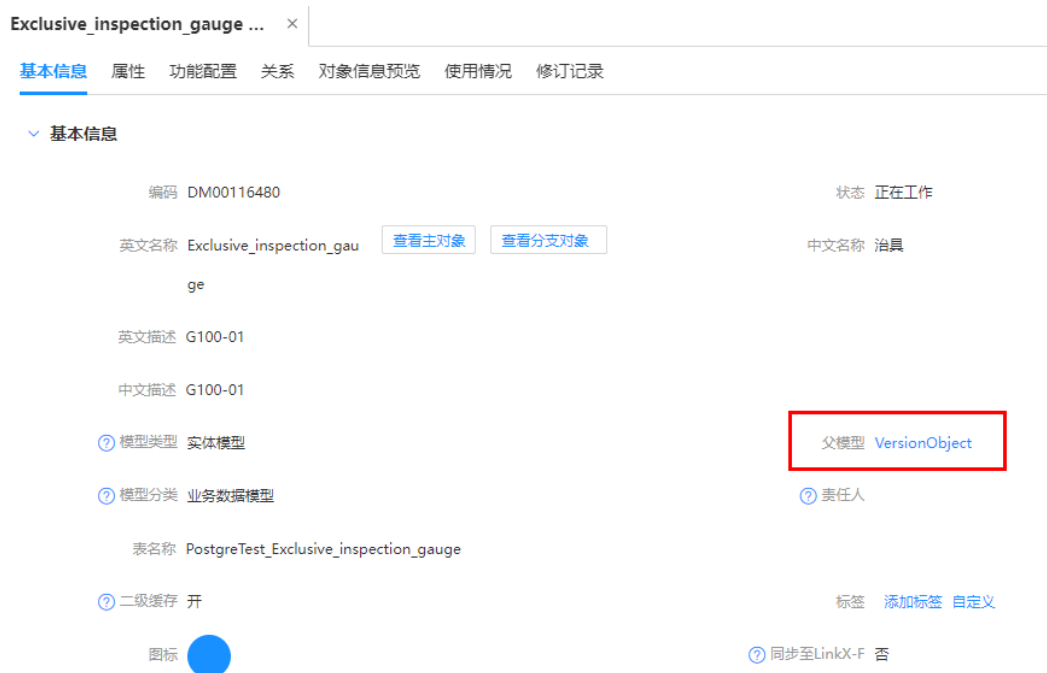 Exclusive_inspection_gauge ... ×
基本信息 属性 功能配置 关系 对象信息预览 使用情况 修订记录
基本信息
编码 DM00116480 状态 正在工作
英文名称 Exclusive_inspection_gau 查看主对象 查看分支对象 中文名称 治具
ge
英文描述 G100-01
中文描述 G100-01
? 模型类型 实体模型 父模型 VersionObject
? 模型分类 业务数据模型 ? 责任人
表名称 PostgreTest_Exclusive_inspection_gauge
? 二级缓存 开 标签 添加标签 自定义
图标 ? 同步至LinkX-F 否